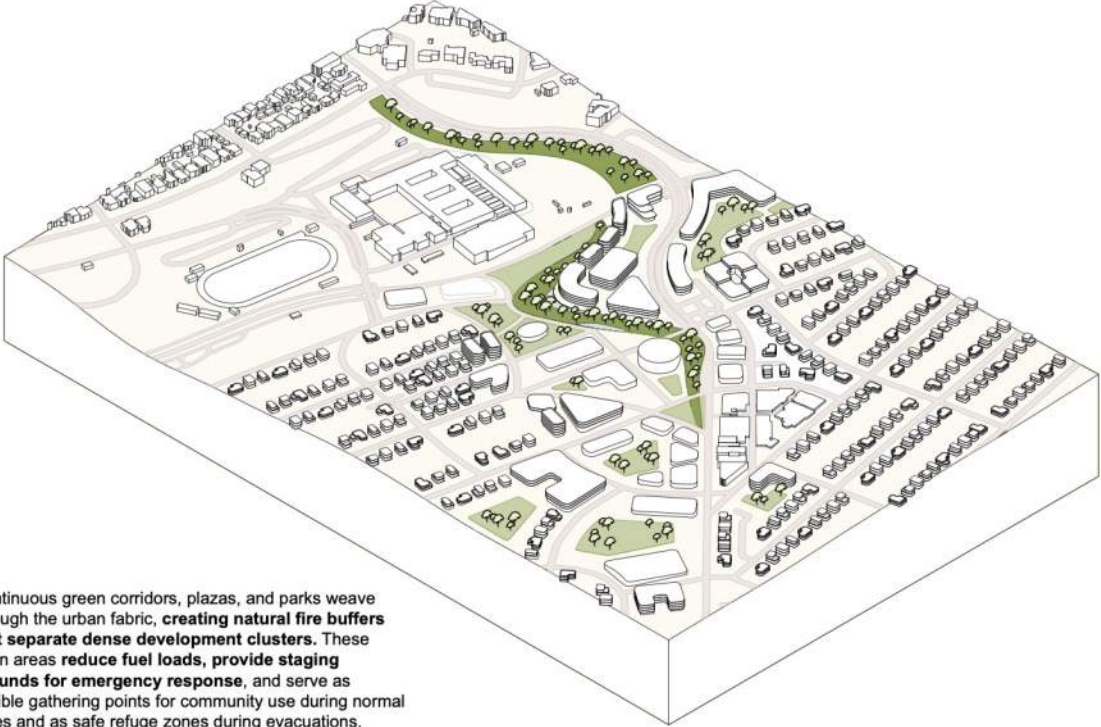 tinuous green corridors, plazas, and parks weave
ugh the urban fabric, creating natural fire buffers
t separate dense development clusters. These
n areas reduce fuel loads, provide staging
unds for emergency response, and serve as
ible gathering points for community use during normal
es and as safe refuge zones during evacuations.